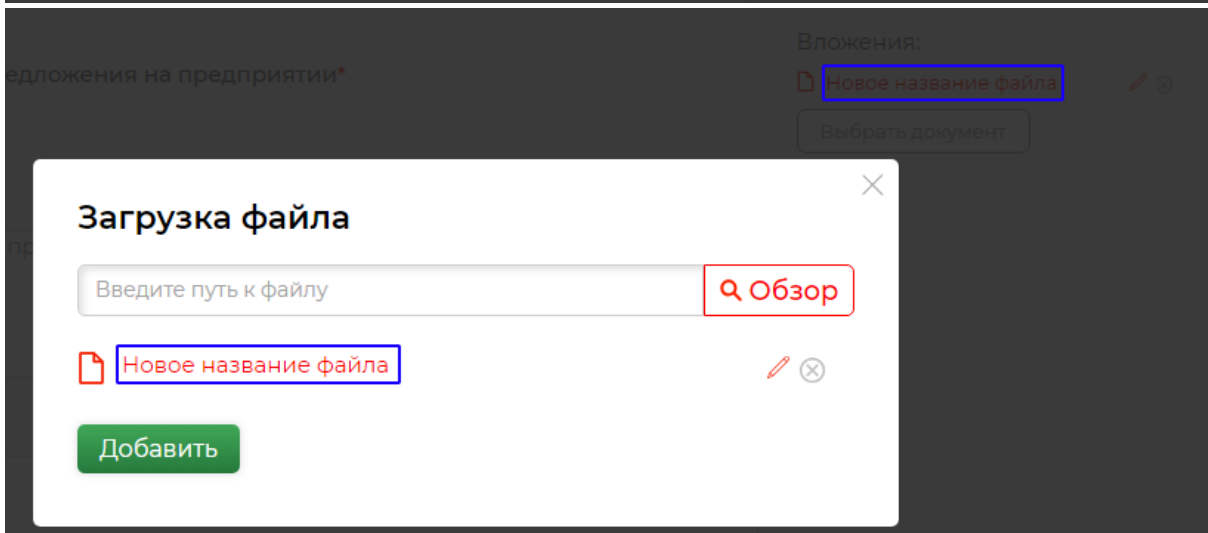 Вложения:
едложения на предприятии*
Новое название файла
Выбрать документ
Загрузка файла
пр
Введите путь к файлу
Обзор
Новое название файла
Добавить